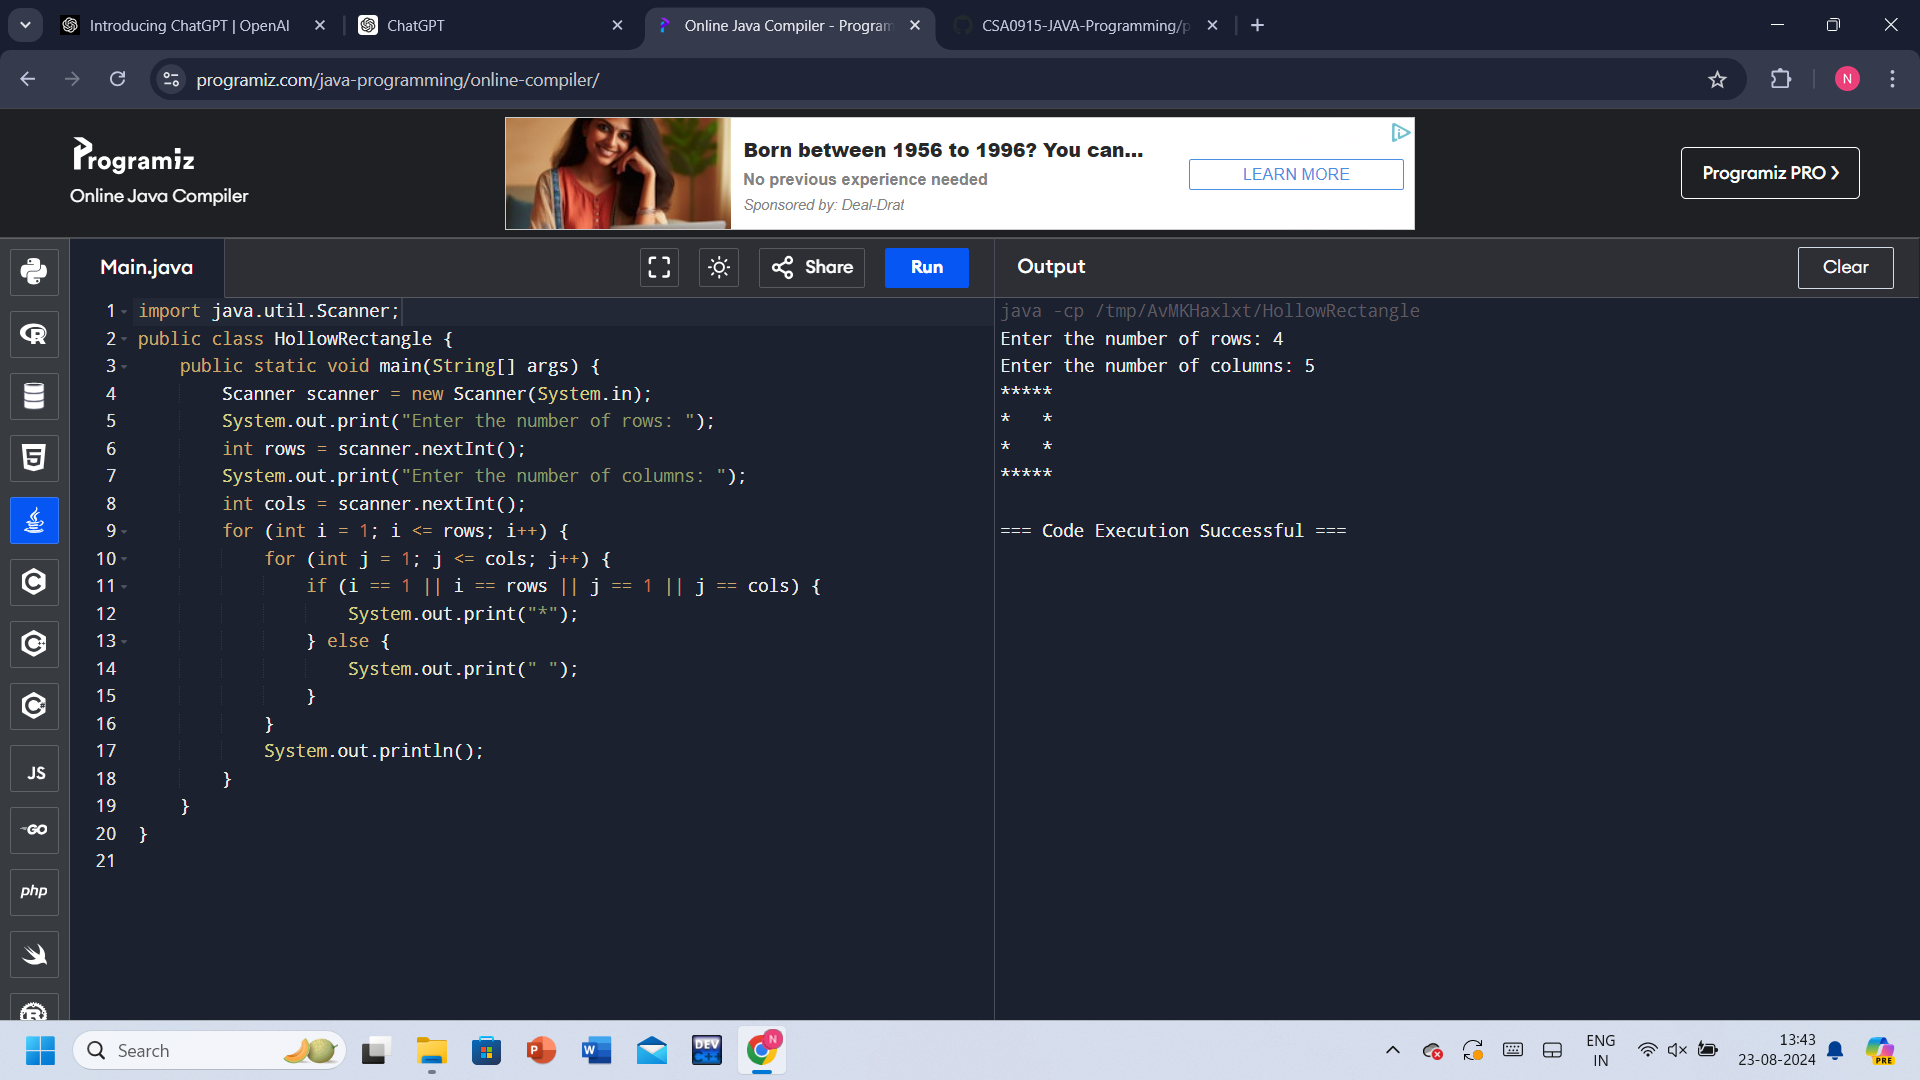 Introducing ChatGPT | OpenAI
ChatGPT
Online Java Compiler - Program
CSA0915-JAVA-Programming/p
programiz.com/java-programming/online-compiler/
N
Programiz
Online Java Compiler
Born between 1956 to 1996? You can...
No previous experience needed
Sponsored by: Deal-Drat
LEARN MORE
Programiz PRO
Main.java
Share
Run
Output
Clear
1 import java.util.Scanner;
2 public class HollowRectangle {
3     public static void main(String[] args) {
4         Scanner scanner = new Scanner(System.in);
5         System.out.print("Enter the number of rows: ");
6         int rows = scanner.nextInt();
7         System.out.print("Enter the number of columns: ");
8         int cols = scanner.nextInt();
9         for (int i = 1; i <= rows; i++) {
10             for (int j = 1; j <= cols; j++) {
11                 if (i == 1 || i == rows || j == 1 || j == cols) {
12                     System.out.print("*");
13                 } else {
14                     System.out.print(" ");
15                 }
16             }
17             System.out.println();
18         }
19     }
20 }
21
java -cp /tmp/AvMKHaxlxt/HollowRectangle
Enter the number of rows: 4
Enter the number of columns: 5
*****
*   *
*   *
*****
=== Code Execution Successful ===
JS
GO
php
Search
DEV
C++
N
ENG
IN
13:43
23-08-2024
PRE